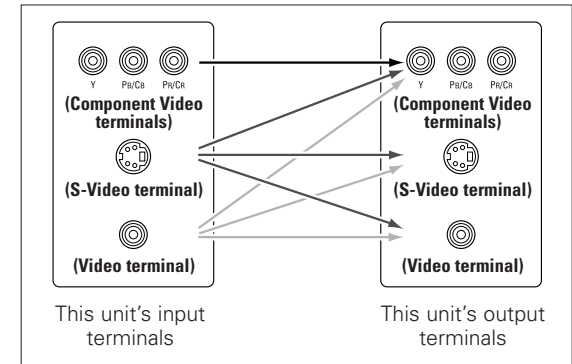 Y PB/CB PR/CR
(Component Video
terminals)
(S-Video terminal)
(Video terminal)
This unit's input
terminals
Y PB/CB PR/CR
(Component Video
terminals)
(S-Video terminal)
(Video terminal)
This unit's output
terminals